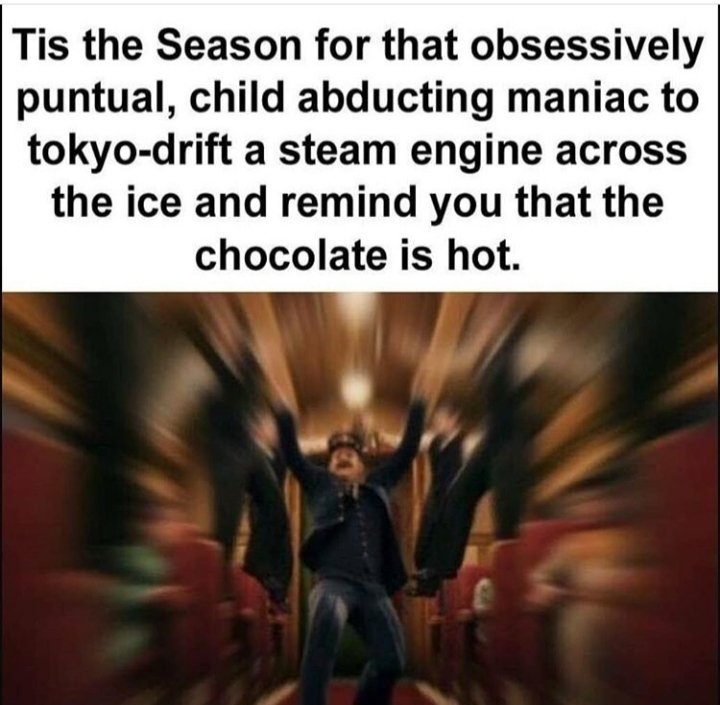 Tis the Season for that obsessively
puntual, child abducting maniac to
tokyo-drift a steam engine across
the ice and remind you that the
chocolate is hot.